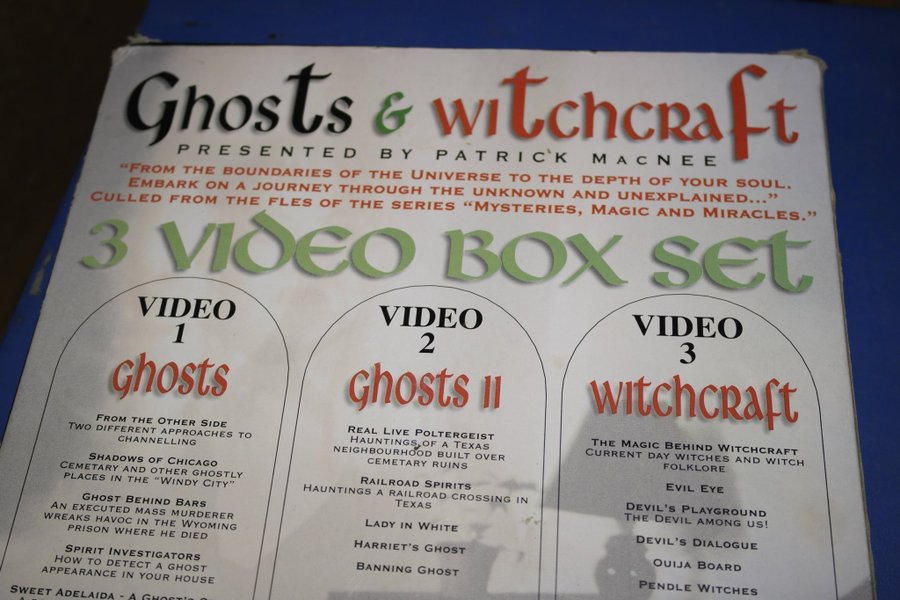 Ghosts & witchcraft
PRESENTED BY PATRICK MACNEE
"FROM THE BOUNDARIES OF THE UNIVERSE TO THE DEPTH OF YOUR SOUL.
EMBARK ON A JOURNEY THROUGH THE UNKNOWN AND UNEXPLAINED..."
CULLED FROM THE FLES OF THE SERIES "MYSTERIES, MAGIC AND MIRACLES."
3 VIDEO BOX SET
VIDEO
1
ghosts
FROM THE OTHER SIDE
TWO DIFFERENT APPROACHES TO
CHANNELLING
SHADOWS OF CHICAGO
CEMETARY AND OTHER GHOSTLY
PLACES IN THE "WINDY CITY"
GHOST BEHIND BARS
AN EXECUTED MASS MURDERER
WREAKS HAVOC IN THE WYOMING
PRISON WHERE HE DIED
SPIRIT INVESTIGATORS
HOW TO DETECT A GHOST
APPEARANCE IN YOUR HOUSE
SWEET ADELAIDA - A GHOST'S
VIDEO
2
ghosts II
REAL LIVE POLTERGEIST
HAUNTINGS OF A TEXAS
NEIGHBOURHOOD BUILT OVER
CEMETARY RUINS
RAILROAD SPIRITS
HAUNTINGS A RAILROAD CROSSING IN
TEXAS
LADY IN WHITE
HARRIET'S GHOST
BANNING GHOST
VIDEO
3
witchcraft
THE MAGIC BEHIND WITCHCRAFT
CURRENT DAY WITCHES AND WITCH
FOLKLORE
EVIL EYE
DEVIL'S PLAYGROUND
THE DEVIL AMONG US!
DEVIL'S DIALOGUE
OUIJA BOARD
PENDLE WITCHES